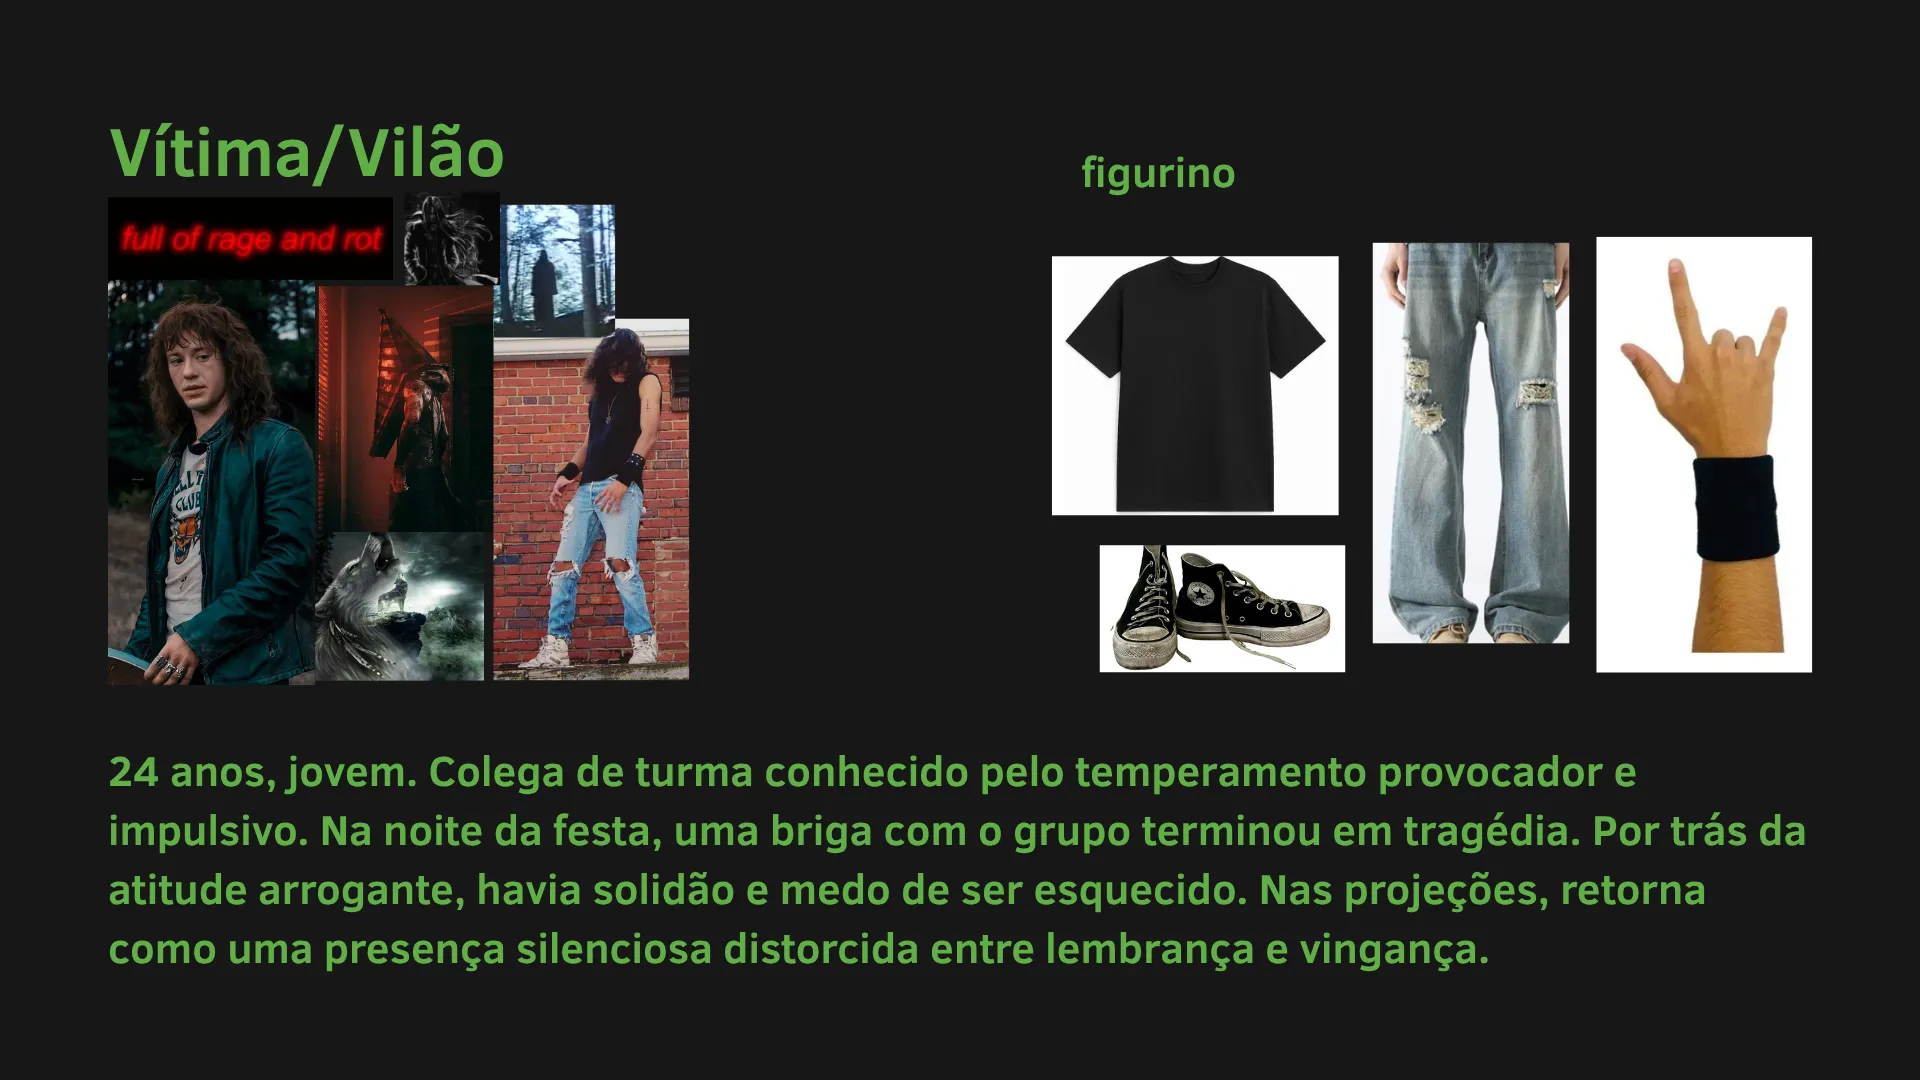 Vítima/Vilão
figurino
full of rage and rot
CLUB
24 anos, jovem. Colega de turma conhecido pelo temperamento provocador e
impulsivo. Na noite da festa, uma briga com o grupo terminou em tragédia. Por trás da
atitude arrogante, havia solidão e medo de ser esquecido. Nas projeções, retorna
como uma presença silenciosa distorcida entre lembrança e vingança.